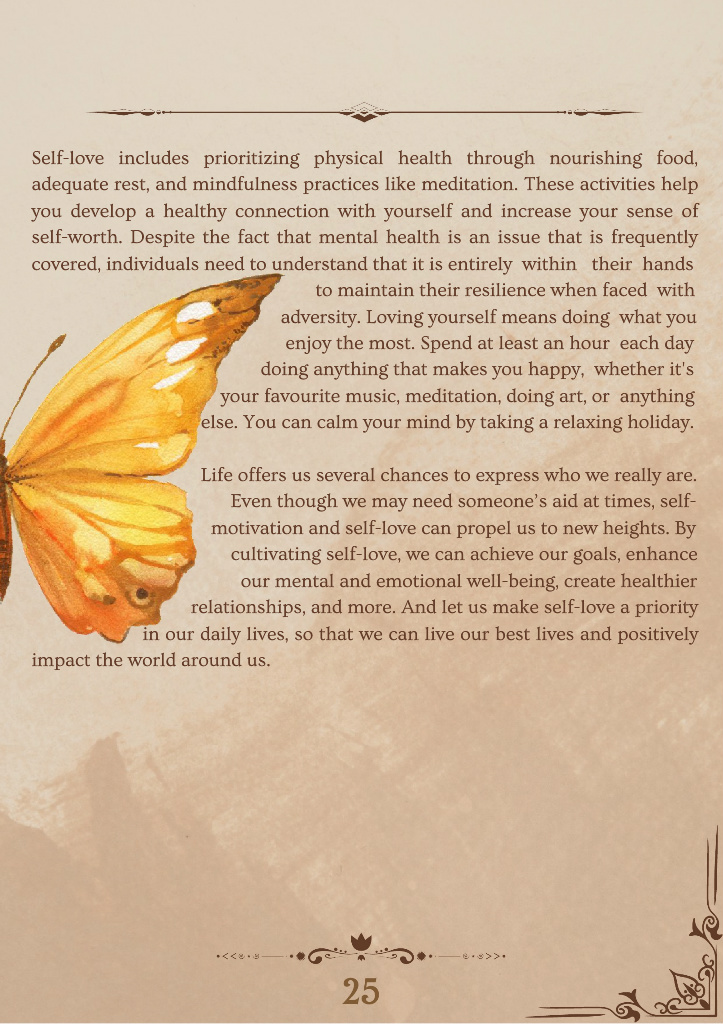 Self-love includes prioritizing physical health through nourishing food,
adequate rest, and mindfulness practices like meditation. These activities help
you develop a healthy connection with yourself and increase your sense of
self-worth. Despite the fact that mental health is an issue that is frequently
covered, individuals need to understand that it is entirely within their hands
to maintain their resilience when faced with
adversity. Loving yourself means doing what you
enjoy the most. Spend at least an hour each day
doing anything that makes you happy, whether it's
your favourite music, meditation, doing art, or anything
else. You can calm your mind by taking a relaxing holiday.
Life offers us several chances to express who we really are.
Even though we may need someone’s aid at times, self-
motivation and self-love can propel us to new heights. By
cultivating self-love, we can achieve our goals, enhance
our mental and emotional well-being, create healthier
relationships, and more. And let us make self-love a priority
in our daily lives, so that we can live our best lives and positively
impact the world around us.
25